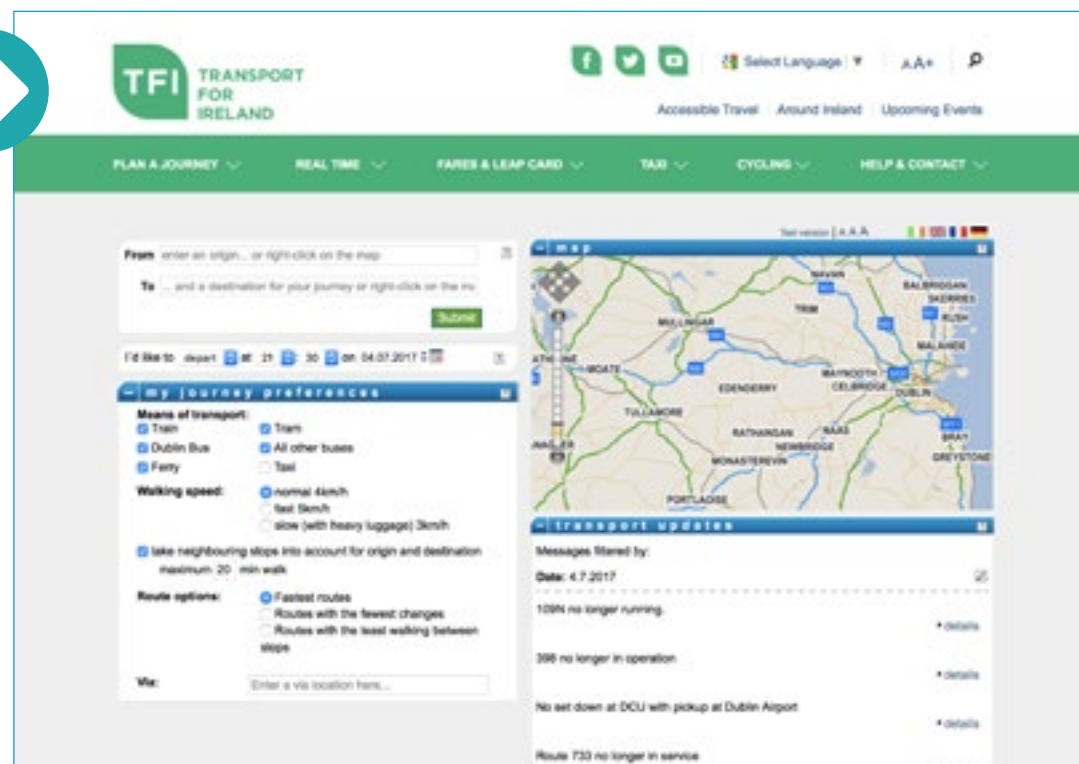 TFI TRANSPORT
FOR
IRELAND
Select Language ▼
A A+
Accessible Travel Around Ireland Upcoming Events
PLAN A JOURNEY REAL TIME FARES & LEAP CARD TAXI CYCLING HELP & CONTACT
Text version | A A A
From enter an origin... or right-click on the map
To ... and a destination for your journey or right-click on the m
Submit
I'd like to depart at 21 : 30 on 04.07.2017
my journey preferences
Means of transport:
Train Tram
Dublin Bus All other buses
Ferry Taxi
Walking speed: normal 4km/h
fast 5km/h
slow (with heavy luggage) 3km/h
take neighbouring stops into account for origin and destination
maximum 20 min walk
Route options: Fastest routes
Routes with the fewest changes
Routes with the least walking between
stops
Via: Enter a via location here...
map
NAVAN
BALBRIGGAN
SKERRIES
TRIM
RUSH
MULLINGAR
MALAHIDE
MOATE
MAYNOOTH
EDENDERRY
CELBRIDGE
DUBLIN
TULLAMORE
RATHANGAN
NAAS
BRAY
NEWBRIDGE
GREYSTONE
MONASTEREVIN
PORTLAOISE
transport updates
Messages filtered by:
Date: 4.7.2017
109N no longer running.
details
398 no longer in operation
details
No set down at DCU with pickup at Dublin Airport
details
Route 733 no longer in service